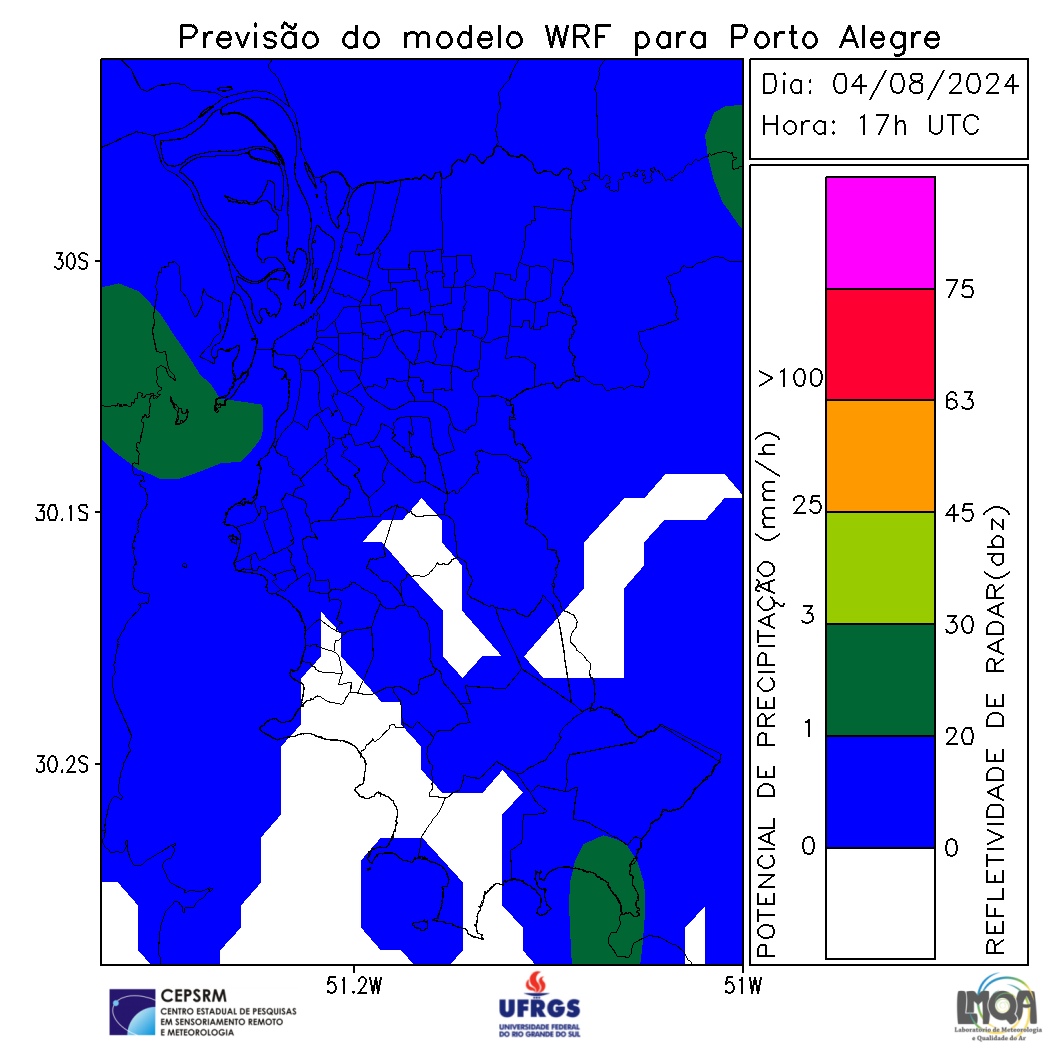 Previsão do modelo WRF para Porto Alegre
Dia: 04/08/2024
Hora: 17h UTC
30S
30.1S
30.2S
51.2W
51W
POTENCIAL DE PRECIPITAÇÃO (mm/h)
>100
25
3
1
0
75
63
45
30
20
0
REFLETIVIDADE DE RADAR(dbz)
CEPSRM
CENTRO ESTADUAL DE PESQUISAS
EM SENSORIAMENTO REMOTO
E METEOROLOGIA
UFRGS
UNIVERSIDADE FEDERAL
DO RIO GRANDE DO SUL
LMQA
Laboratório de Meteorologia
e Qualidade do Ar